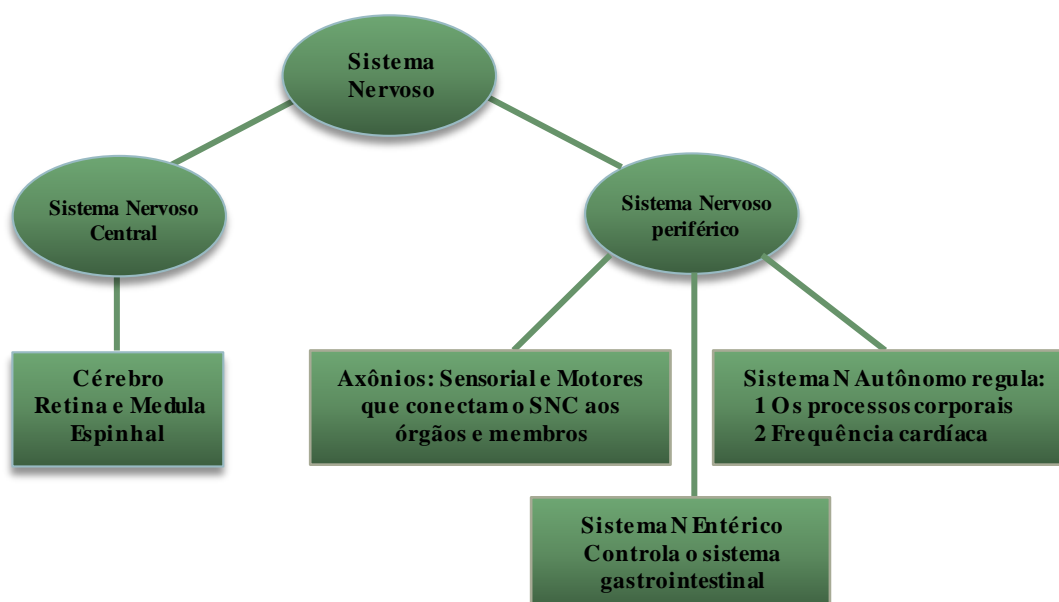 Sistema
Nervoso
Sistema Nervoso
Central
Sistema Nervoso
periférico
Cérebro
Retina e Medula
Espinhal
Axônios: Sensorial e Motores
que conectam o SNC aos
órgãos e membros
Sistema N Autônomo regula:
1 Os processos corporais
2 Frequência cardíaca
Sistema N Entérico
Controla o sistema
gastrointestinal